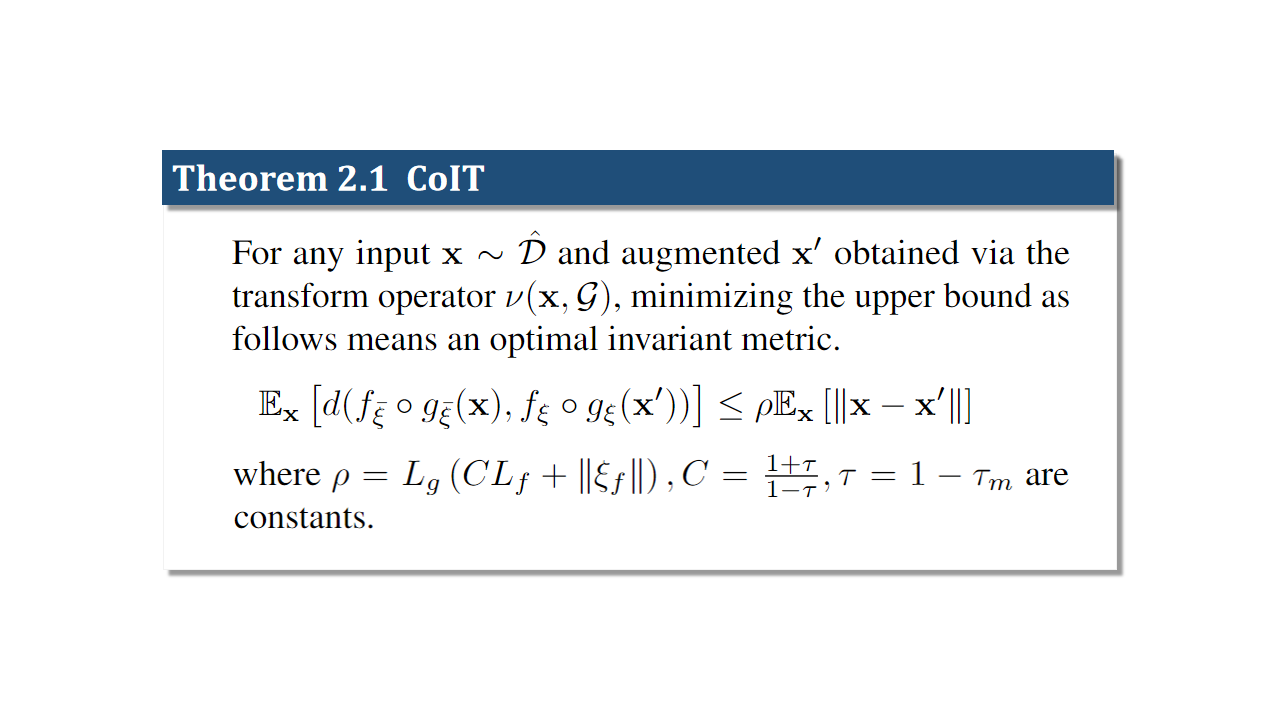 Theorem 2.1 CoIT
For any input $\mathbf{x} \sim \hat{\mathcal{D}}$ and augmented $\mathbf{x}'$ obtained via the
transform operator $\nu(\mathbf{x}, \mathcal{G})$, minimizing the upper bound as
follows means an optimal invariant metric.
$\mathbb{E}_{\mathbf{x}} \left[ d(f_{\bar{\xi}} \circ g_{\bar{\xi}}(\mathbf{x}), f_{\xi} \circ g_{\xi}(\mathbf{x}')) \right] \leq \rho \mathbb{E}_{\mathbf{x}} \left[ \|\mathbf{x} - \mathbf{x}'\| \right]$
where $\rho = L_g \left( C L_f + \|\xi_f\| \right), C = \frac{1+\tau}{1-\tau}, \tau = 1 - \tau_m$ are
constants.